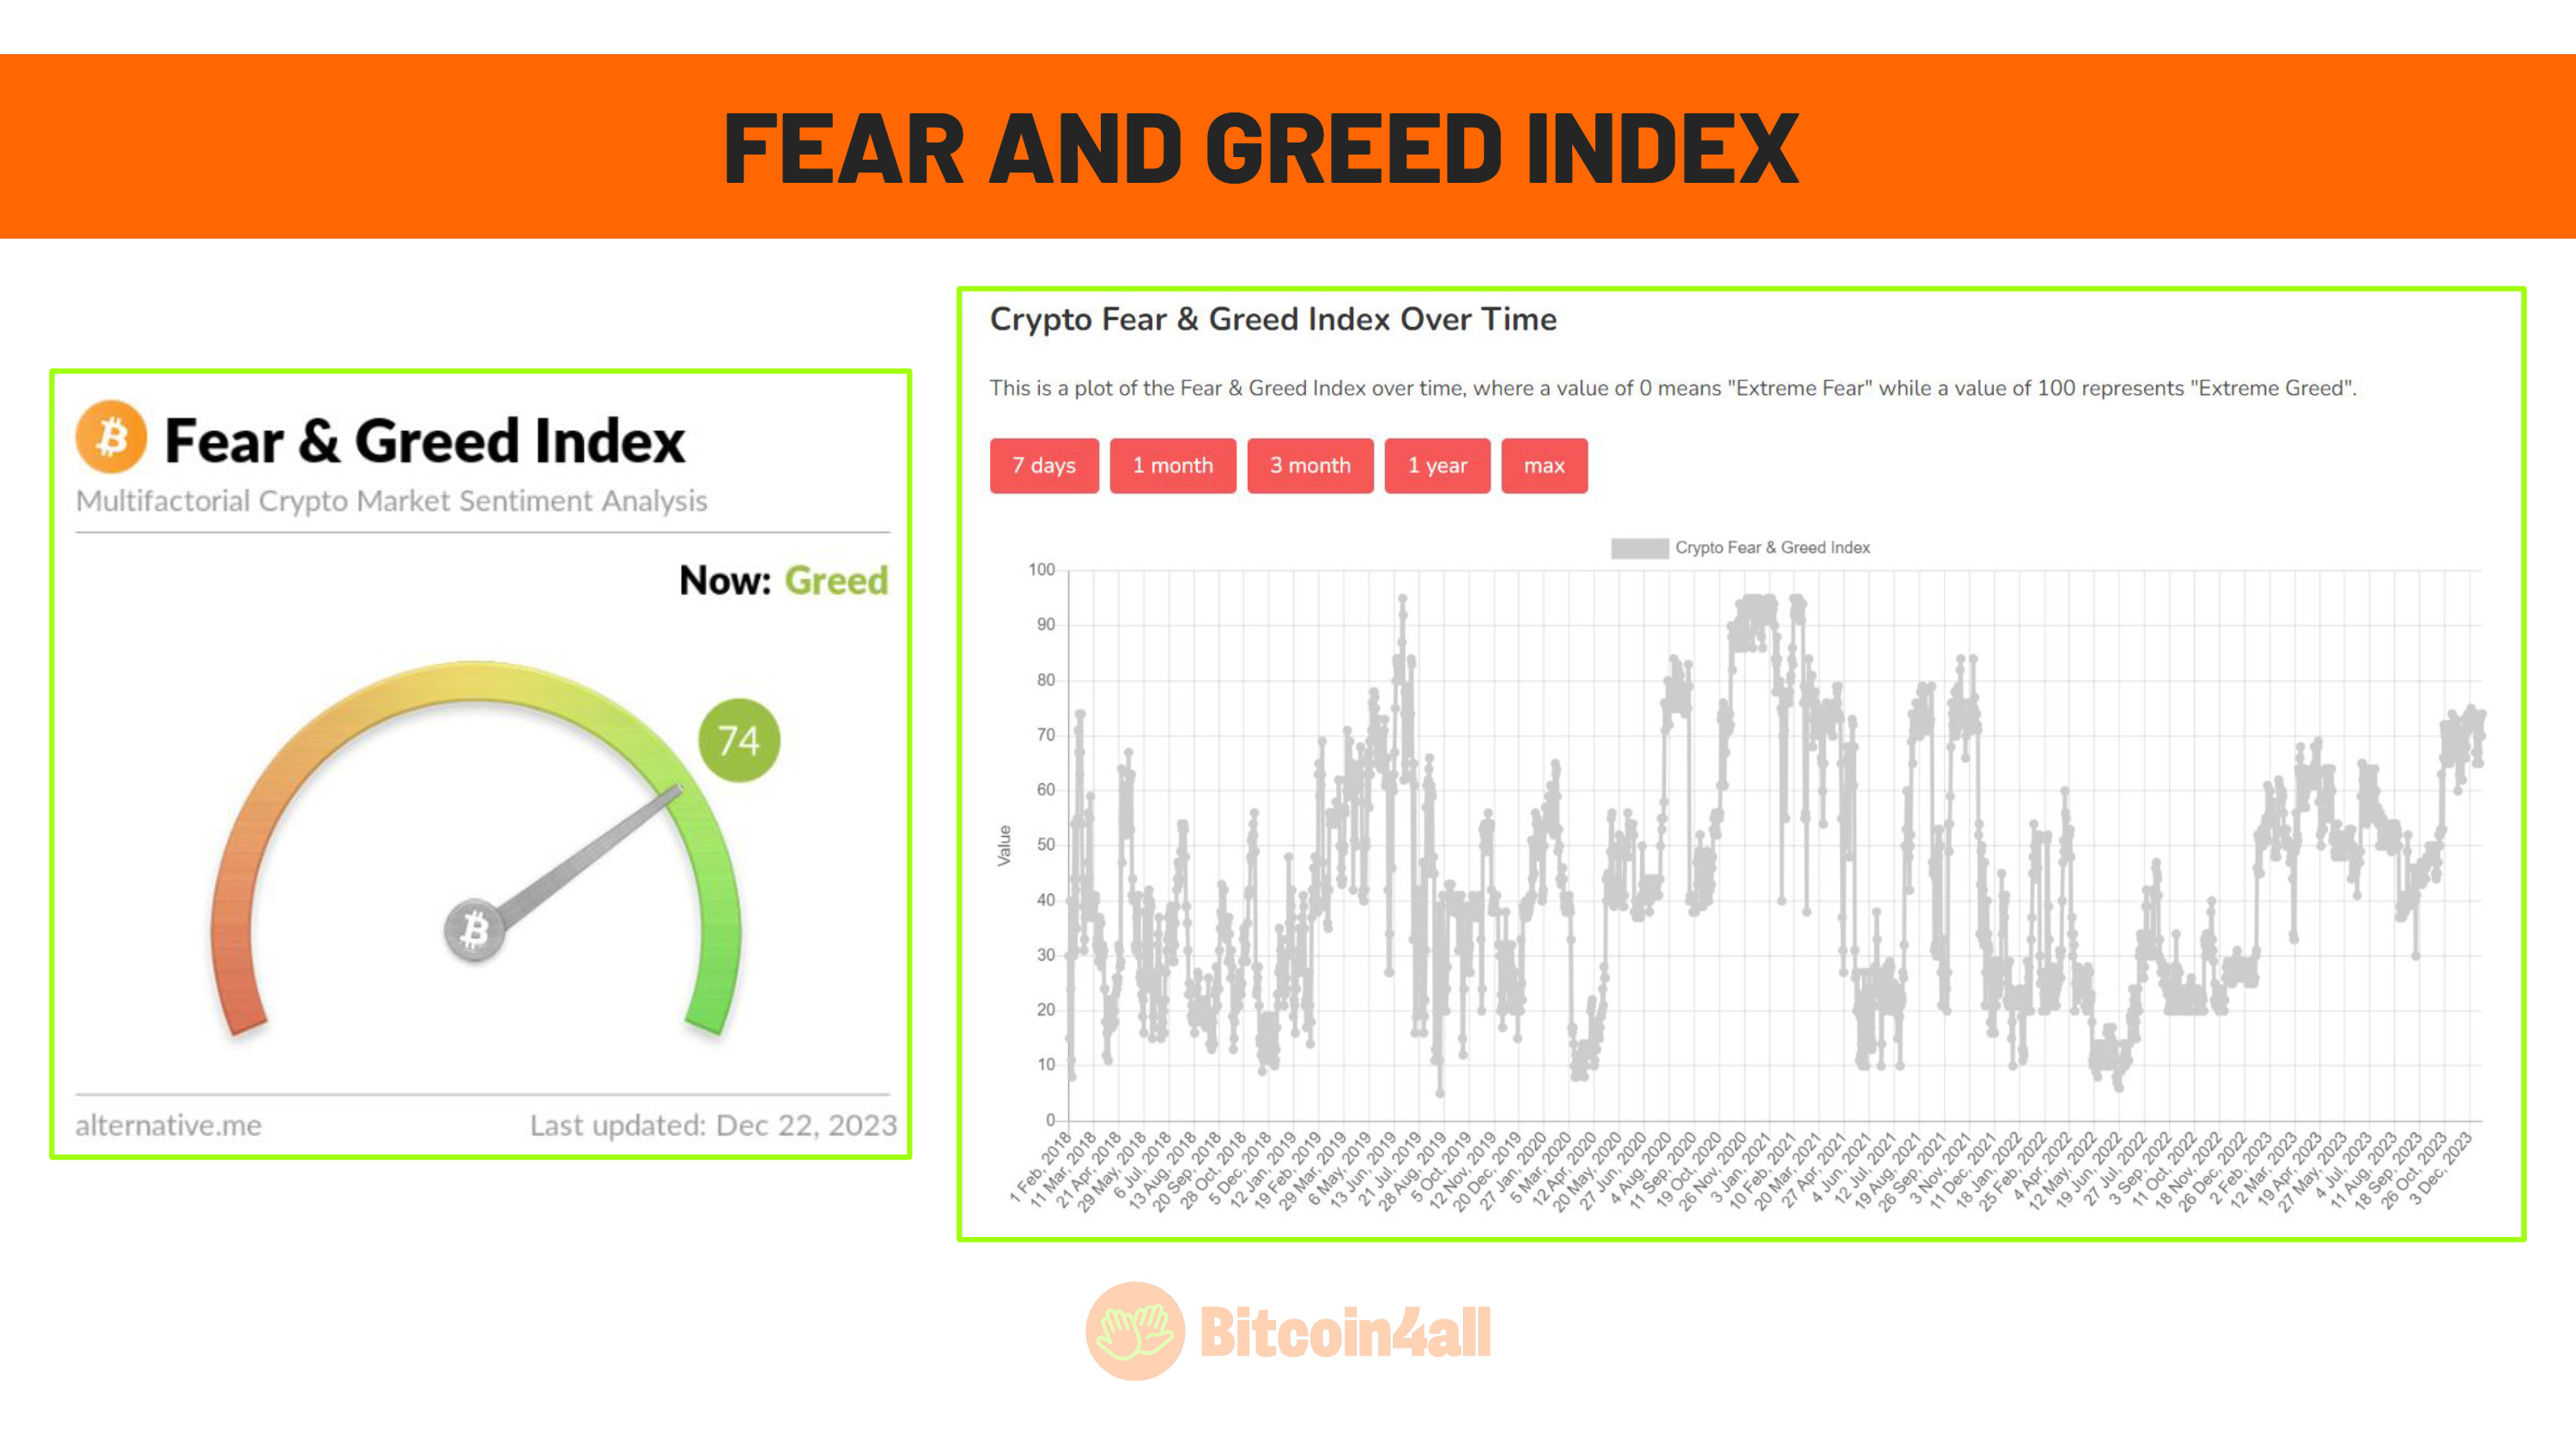 FEAR AND GREED INDEX
Fear & Greed Index
Multifactorial Crypto Market Sentiment Analysis
Now: Greed
74
alternative.me
Last updated: Dec 22, 2023
Crypto Fear & Greed Index Over Time
This is a plot of the Fear & Greed Index over time, where a value of 0 means "Extreme Fear" while a value of 100 represents "Extreme Greed".
7 days
1 month
3 month
1 year
max
Crypto Fear & Greed Index
Value
100
90
80
70
60
50
40
30
20
10
0
1 Feb, 2018
11 Mar, 2018
21 Apr, 2018
29 May, 2018
6 Jul, 2018
13 Aug, 2018
20 Sep, 2018
28 Oct, 2018
5 Dec, 2018
12 Jan, 2019
19 Feb, 2019
29 Mar, 2019
6 May, 2019
13 Jun, 2019
21 Jul, 2019
28 Aug, 2019
5 Oct, 2019
12 Nov, 2019
20 Dec, 2019
27 Jan, 2020
5 Mar, 2020
12 Apr, 2020
20 May, 2020
27 Jun, 2020
4 Aug, 2020
11 Sep, 2020
19 Oct, 2020
26 Nov, 2020
3 Jan, 2021
10 Feb, 2021
20 Mar, 2021
27 Apr, 2021
4 Jun, 2021
12 Jul, 2021
19 Aug, 2021
26 Sep, 2021
3 Nov, 2021
11 Dec, 2021
18 Jan, 2022
25 Feb, 2022
4 Apr, 2022
12 May, 2022
19 Jun, 2022
27 Jul, 2022
3 Sep, 2022
11 Oct, 2022
18 Nov, 2022
26 Dec, 2022
2 Feb, 2023
12 Mar, 2023
19 Apr, 2023
27 May, 2023
4 Jul, 2023
11 Aug, 2023
18 Sep, 2023
26 Oct, 2023
3 Dec, 2023
Bitcoin4all